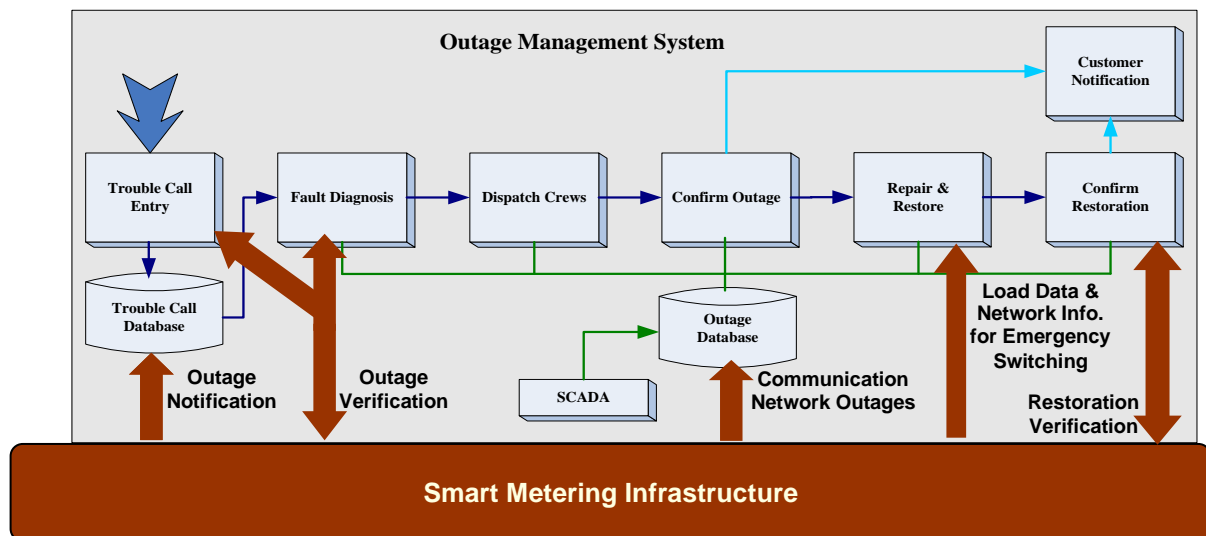 Outage Management System
Customer
Notification
Trouble Call
Entry
Fault Diagnosis
Dispatch Crews
Confirm Outage
Repair &
Restore
Confirm
Restoration
Trouble Call
Database
Outage
Database
SCADA
Outage
Notification
Outage
Verification
Communication
Network Outages
Load Data &
Network Info.
for Emergency
Switching
Restoration
Verification
Smart Metering Infrastructure